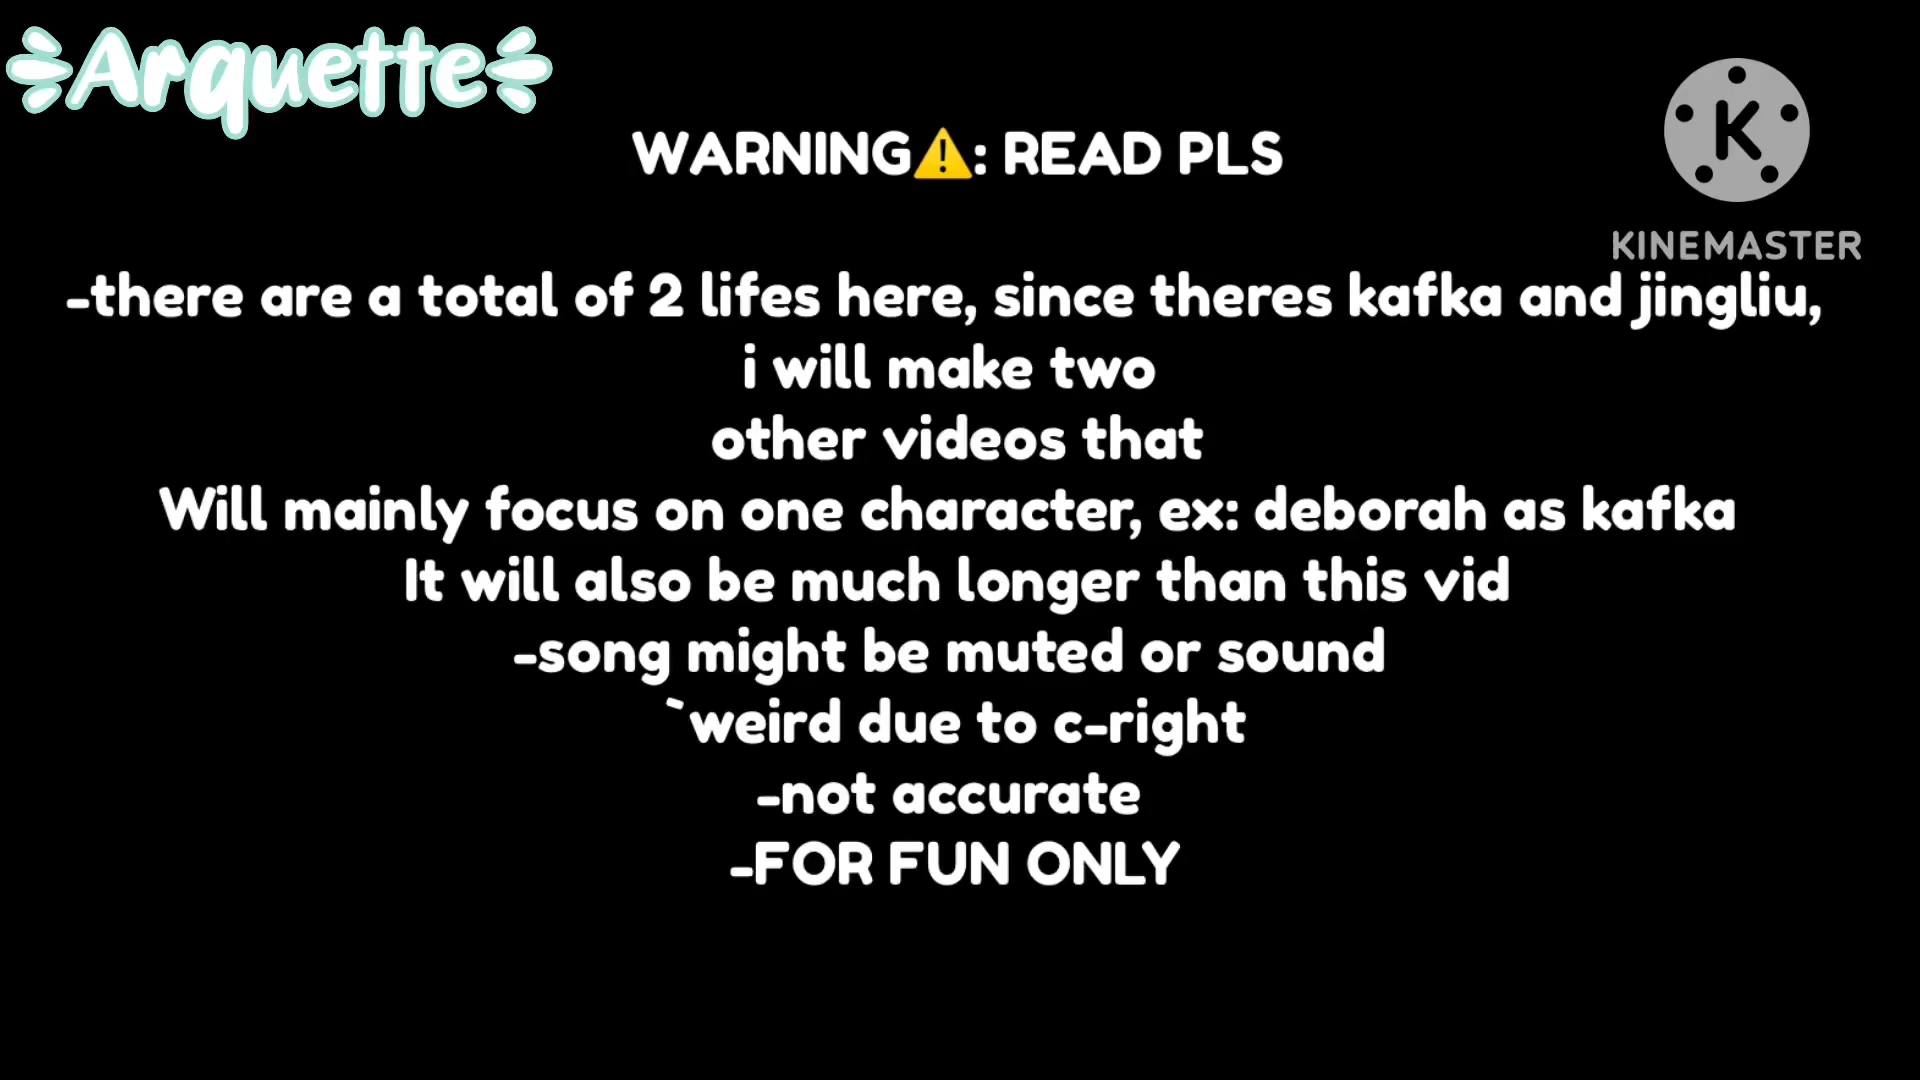 Arquette
WARNING⚠️: READ PLS
K
KINEMASTER
-there are a total of 2 lifes here, since theres kafka and jingliu,
i will make two
other videos that
Will mainly focus on one character, ex: deborah as kafka
It will also be much longer than this vid
-song might be muted or sound
`weird due to c-right
-not accurate
-FOR FUN ONLY